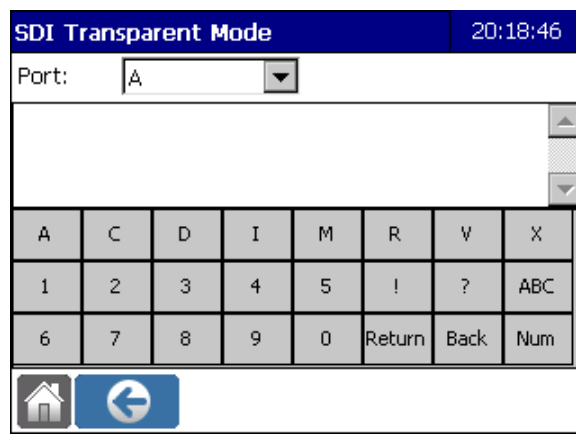 SDI Transparent Mode 20:18:46
Port: A
A C D I M R V X
1 2 3 4 5 ! ? ABC
6 7 8 9 0 Return Back Num